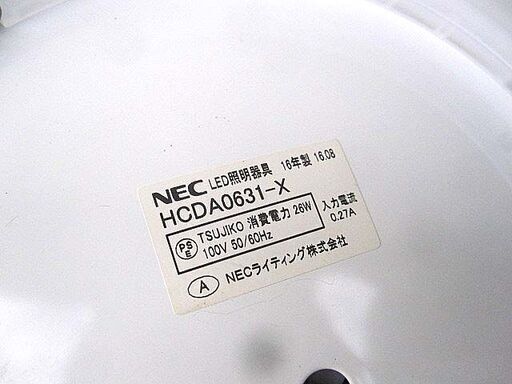 NEC LED照明器具 16年製 16.08
HCDA0631-X
PSE TSUJIKO 消費電力 26W 入力電流
100V 50/60Hz 0.27A
A NECライティング株式会社